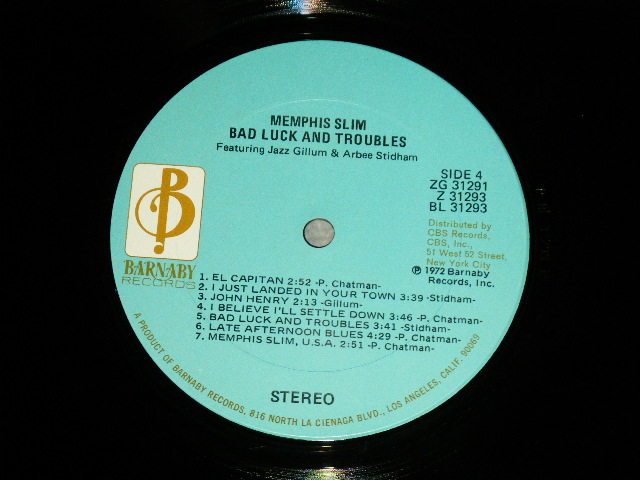 MEMPHIS SLIM
BAD LUCK AND TROUBLES
Featuring Jazz Gillum & Arbee Stidham
SIDE 4
ZG 31291
Z 31293
BL 31293
Distributed by
CBS Records,
CBS, Inc.,
51 West 52 Street,
New York City
℗ 1972 Barnaby
Records, Inc.
B
BARNABY
RECORDS
1. EL CAPITAN 2:52 -P. Chatman-
2. I JUST LANDED IN YOUR TOWN 3:39 -Stidham-
3. JOHN HENRY 2:13 -Gillum-
4. I BELIEVE I'LL SETTLE DOWN 3:46 -P. Chatman-
5. BAD LUCK AND TROUBLES 3:41 -Stidham-
6. LATE AFTERNOON BLUES 4:29 -P. Chatman-
7. MEMPHIS SLIM, U.S.A. 2:51 -P. Chatman-
STEREO
A PRODUCT OF BARNABY RECORDS, 816 NORTH LA CIENAGA BLVD., LOS ANGELES, CALIF. 90069